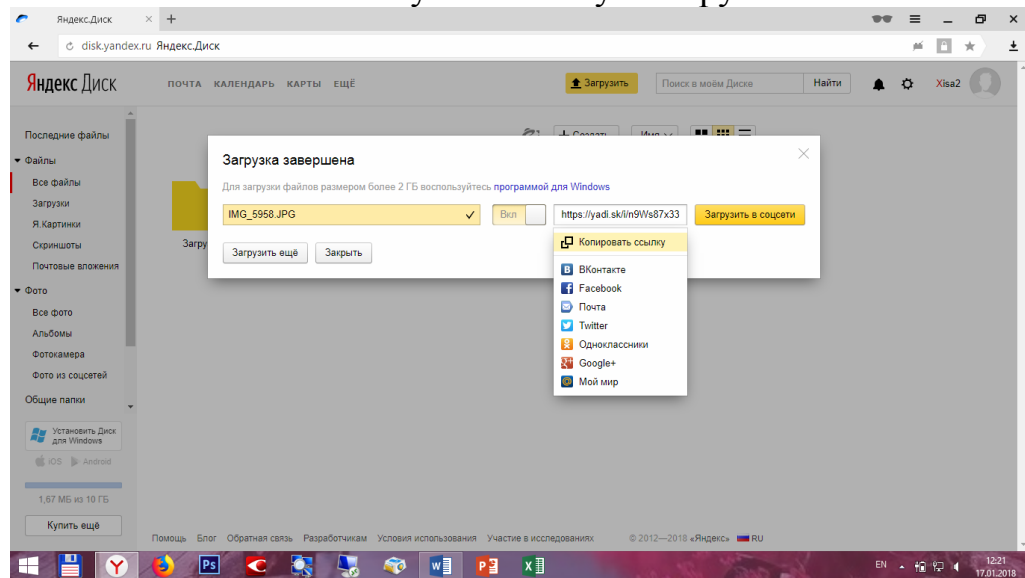 Яндекс.Диск
disk.yandex.ru Яндекс.Диск
Яндекс Диск
ПОЧТА КАЛЕНДАРЬ КАРТЫ ЕЩЁ
Загрузить
Поиск в моём Диске
Найти
Xisa2
Последние файлы
Файлы
Все файлы
Загрузки
Я.Картинки
Скриншоты
Почтовые вложения
Фото
Все фото
Альбомы
Фотокамера
Фото из соцсетей
Общие папки
Установить Диск
для Windows
iOS Android
1,67 МБ из 10 ГБ
Купить ещё
Загрузка завершена
Для загрузки файлов размером более 2 ГБ воспользуйтесь программой для Windows
IMG_5958.JPG
Вкл
https://yadi.sk/i/n9Ws87x33
Загрузить в соцсети
Загрузить ещё
Закрыть
Копировать ссылку
ВКонтакте
Facebook
Почта
Twitter
Одноклассники
Google+
Мой мир
Помощь Блог Обратная связь Разработчикам Условия использования Участие в исследованиях © 2012—2018 «Яндекс» RU
EN
12:21
17.01.2018